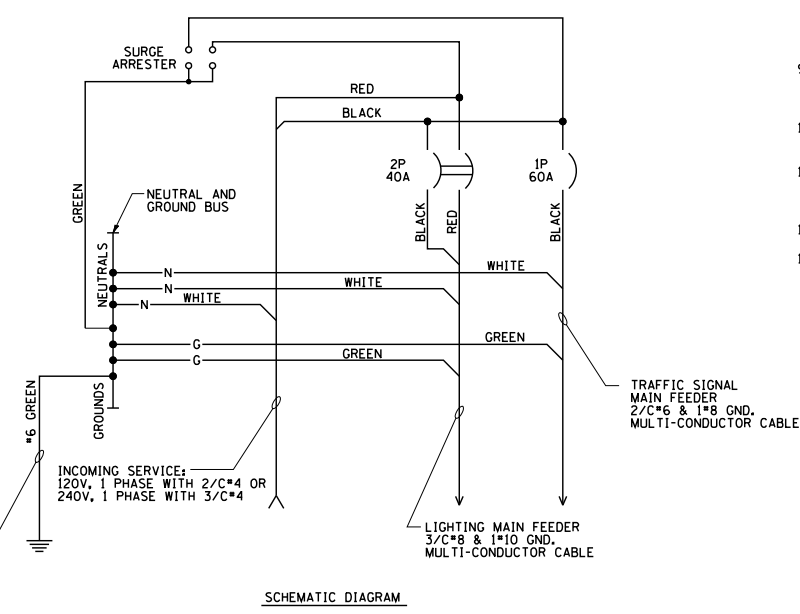 SURGE
ARRESTER
RED
BLACK
2P
40A
1P
60A
GREEN
NEUTRAL AND
GROUND BUS
BLACK
RED
BLACK
NEUTRALS
N
WHITE
N
WHITE
N
WHITE
G
GREEN
G
GREEN
GROUNDS
#6 GREEN
TRAFFIC SIGNAL
MAIN FEEDER
2/C#6 & 1#8 GND.
MULTI-CONDUCTOR CABLE
INCOMING SERVICE:
120V, 1 PHASE WITH 2/C#4 OR
240V, 1 PHASE WITH 3/C#4
LIGHTING MAIN FEEDER
3/C#8 & 1#10 GND.
MULTI-CONDUCTOR CABLE
SCHEMATIC DIAGRAM